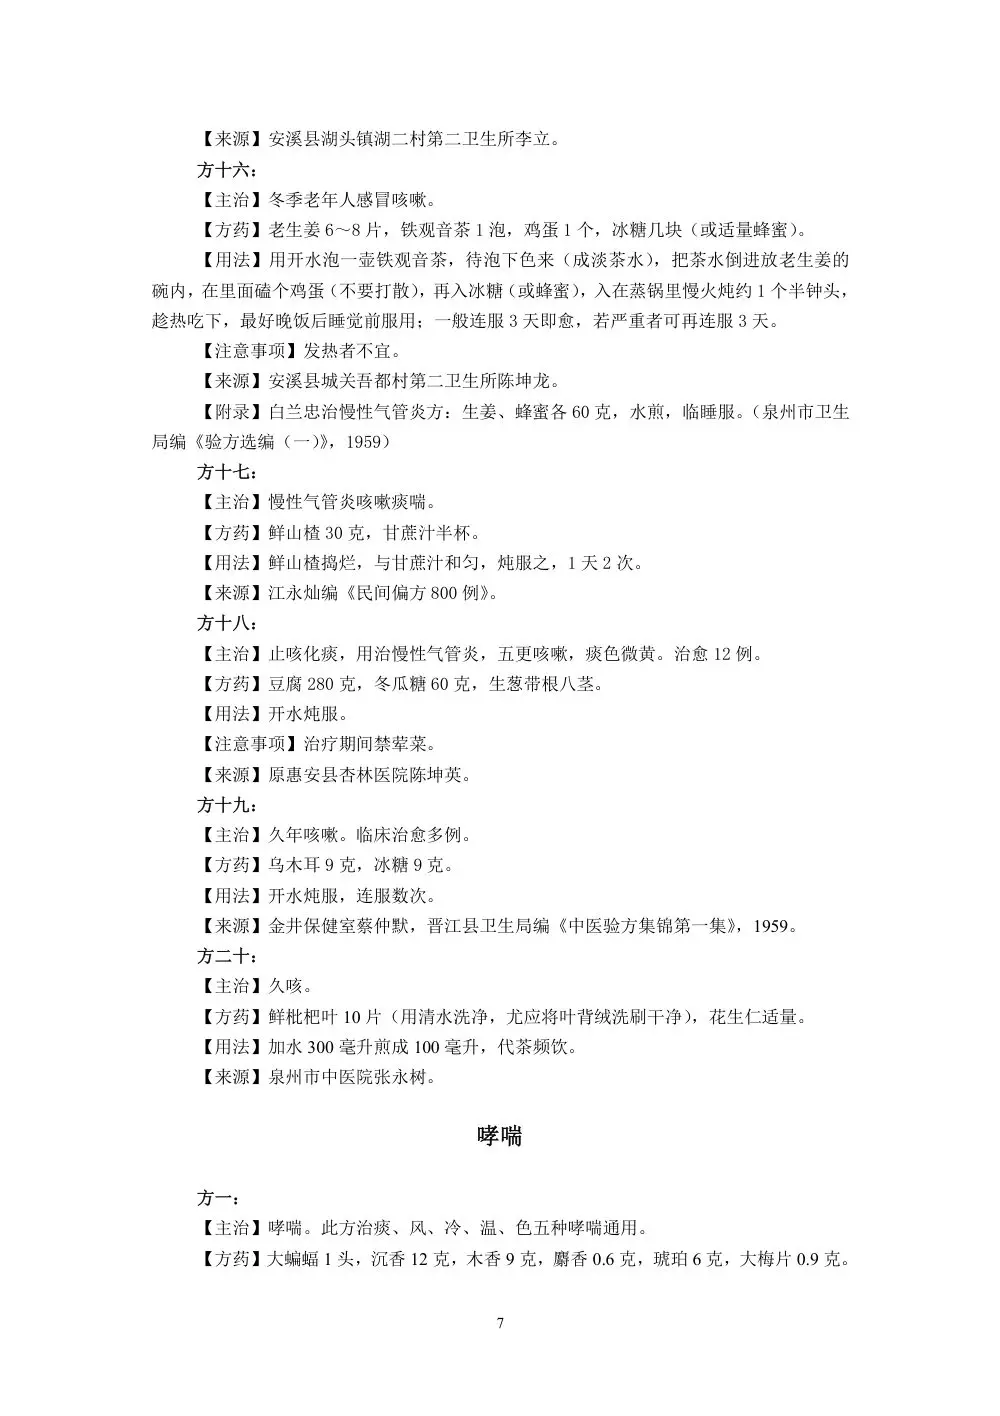 【来源】安溪县湖头镇湖二村第二卫生所李立。
方十六：
【主治】冬季老年人感冒咳嗽。
【方药】老生姜 6～8 片，铁观音茶 1 泡，鸡蛋 1 个，冰糖几块（或适量蜂蜜）。
【用法】用开水泡一壶铁观音茶，待泡下色来（成淡茶水），把茶水倒进放老生姜的
碗内，在里面磕个鸡蛋（不要打散），再入冰糖（或蜂蜜），入在蒸锅里慢火炖约 1 个半钟头，
趁热吃下，最好晚饭后睡觉前服用；一般连服 3 天即愈，若严重者可再连服 3 天。
【注意事项】发热者不宜。
【来源】安溪县城关吾都村第二卫生所陈坤龙。
【附录】白兰忠治慢性气管炎方：生姜、蜂蜜各 60 克，水煎，临睡服。（泉州市卫生
局编《验方选编（一）》，1959）
方十七：
【主治】慢性气管炎咳嗽痰喘。
【方药】鲜山楂 30 克，甘蔗汁半杯。
【用法】鲜山楂捣烂，与甘蔗汁和匀，炖服之，1 天 2 次。
【来源】江永灿编《民间偏方 800 例》。
方十八：
【主治】止咳化痰，用治慢性气管炎，五更咳嗽，痰色微黄。治愈 12 例。
【方药】豆腐 280 克，冬瓜糖 60 克，生葱带根八茎。
【用法】开水炖服。
【注意事项】治疗期间禁荤菜。
【来源】原惠安县杏林医院陈坤英。
方十九：
【主治】久年咳嗽。临床治愈多例。
【方药】乌木耳 9 克，冰糖 9 克。
【用法】开水炖服，连服数次。
【来源】金井保健室蔡仲默，晋江县卫生局编《中医验方集锦第一集》，1959。
方二十：
【主治】久咳。
【方药】鲜枇杷叶 10 片（用清水洗净，尤应将叶背绒洗刷干净），花生仁适量。
【用法】加水 300 毫升煎成 100 毫升，代茶频饮。
【来源】泉州市中医院张永树。
哮喘
方一：
【主治】哮喘。此方治痰、风、冷、温、色五种哮喘通用。
【方药】大蝙蝠 1 头，沉香 12 克，木香 9 克，麝香 0.6 克，琥珀 6 克，大梅片 0.9 克。
7